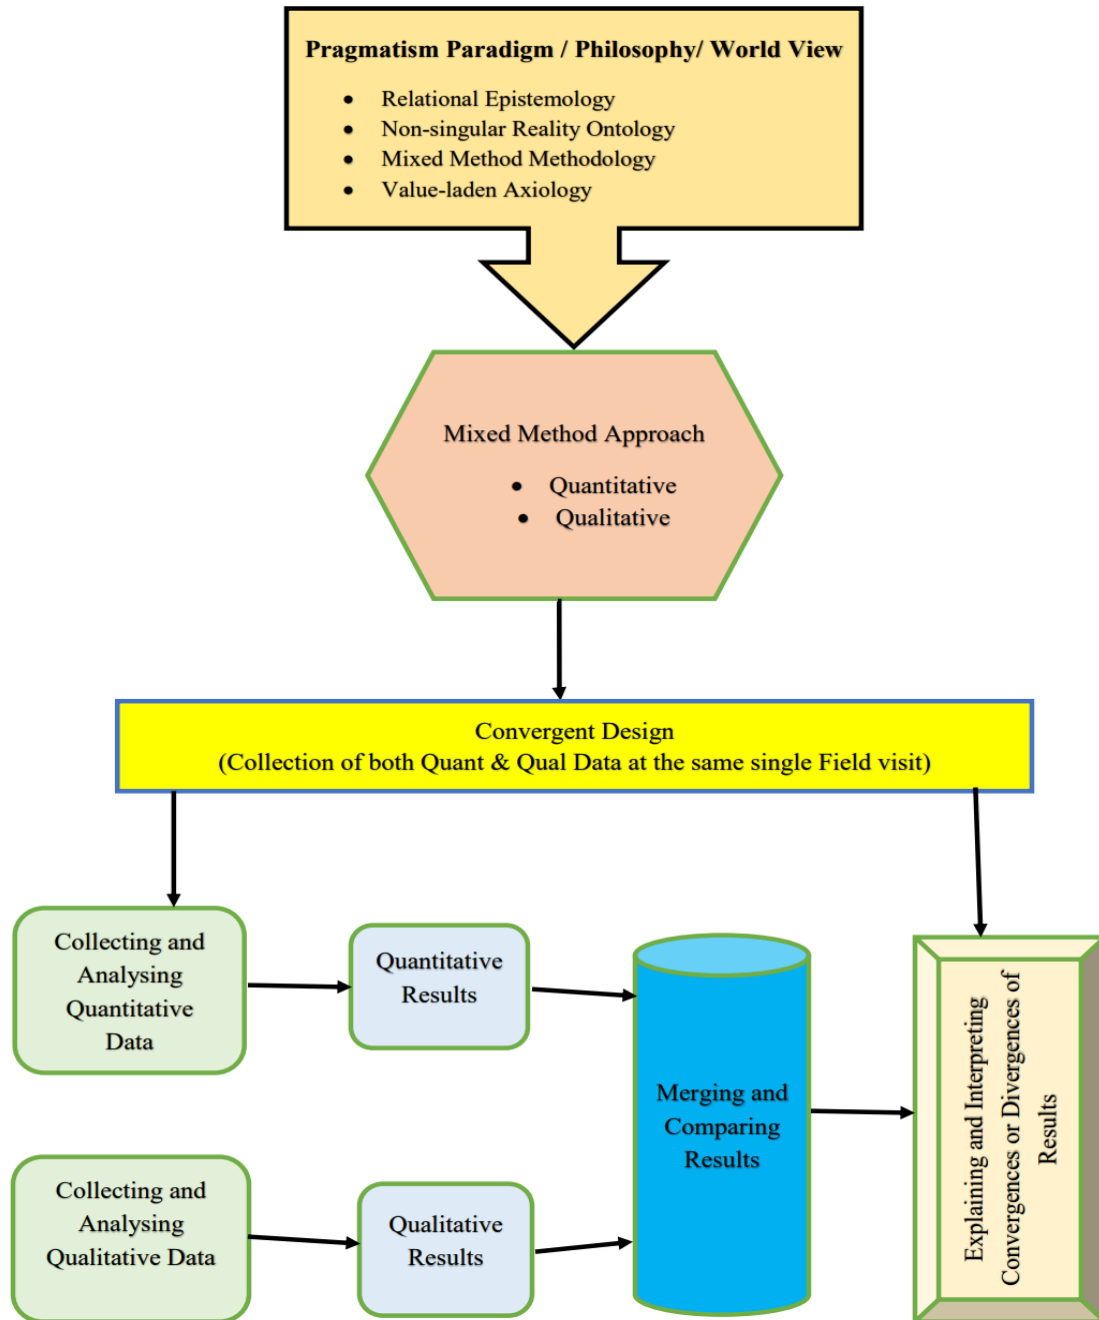 Pragmatism Paradigm / Philosophy/ World View
• Relational Epistemology
• Non-singular Reality Ontology
• Mixed Method Methodology
• Value-laden Axiology
Mixed Method Approach
• Quantitative
• Qualitative
Convergent Design
(Collection of both Quant & Qual Data at the same single Field visit)
Collecting and
Analysing
Quantitative
Data
Quantitative
Results
Collecting and
Analysing
Qualitative Data
Qualitative
Results
Merging and
Comparing
Results
Explaining and Interpreting
Convergences or Divergences of
Results